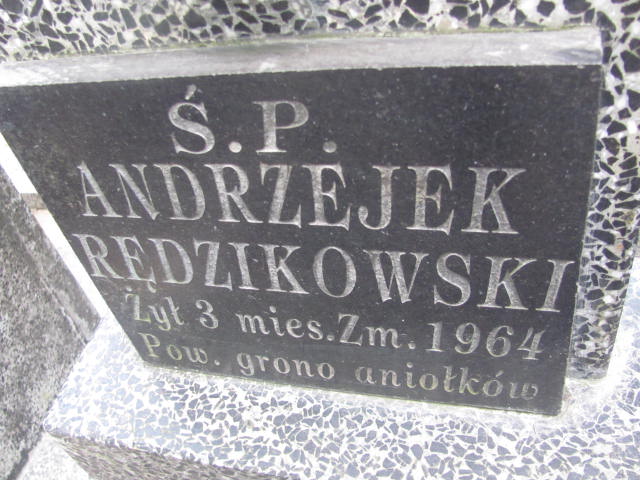 Ś.P.
ANDRZEJEK
RĘDZIKOWSKI
Żył 3 mies. Zm. 1964
Pow. grono aniołków